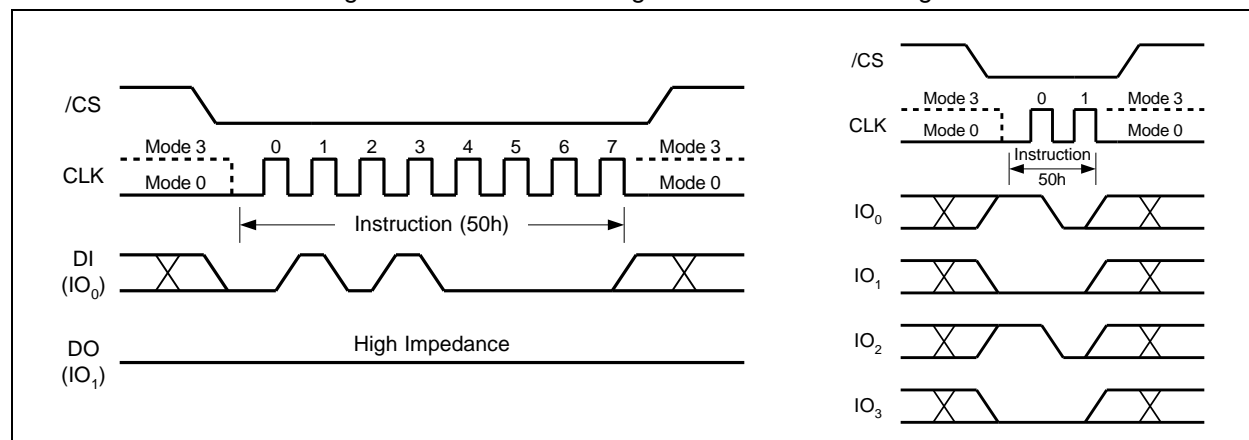 /CS
Mode 3 0 1 2 3 4 5 6 7 Mode 3
CLK Mode 0 Mode 0
Instruction (50h)
DI
(IO0)
DO High Impedance
(IO1)
/CS
Mode 3 0 1 Mode 3
CLK Mode 0 Mode 0
Instruction
50h
IO0
IO1
IO2
IO3